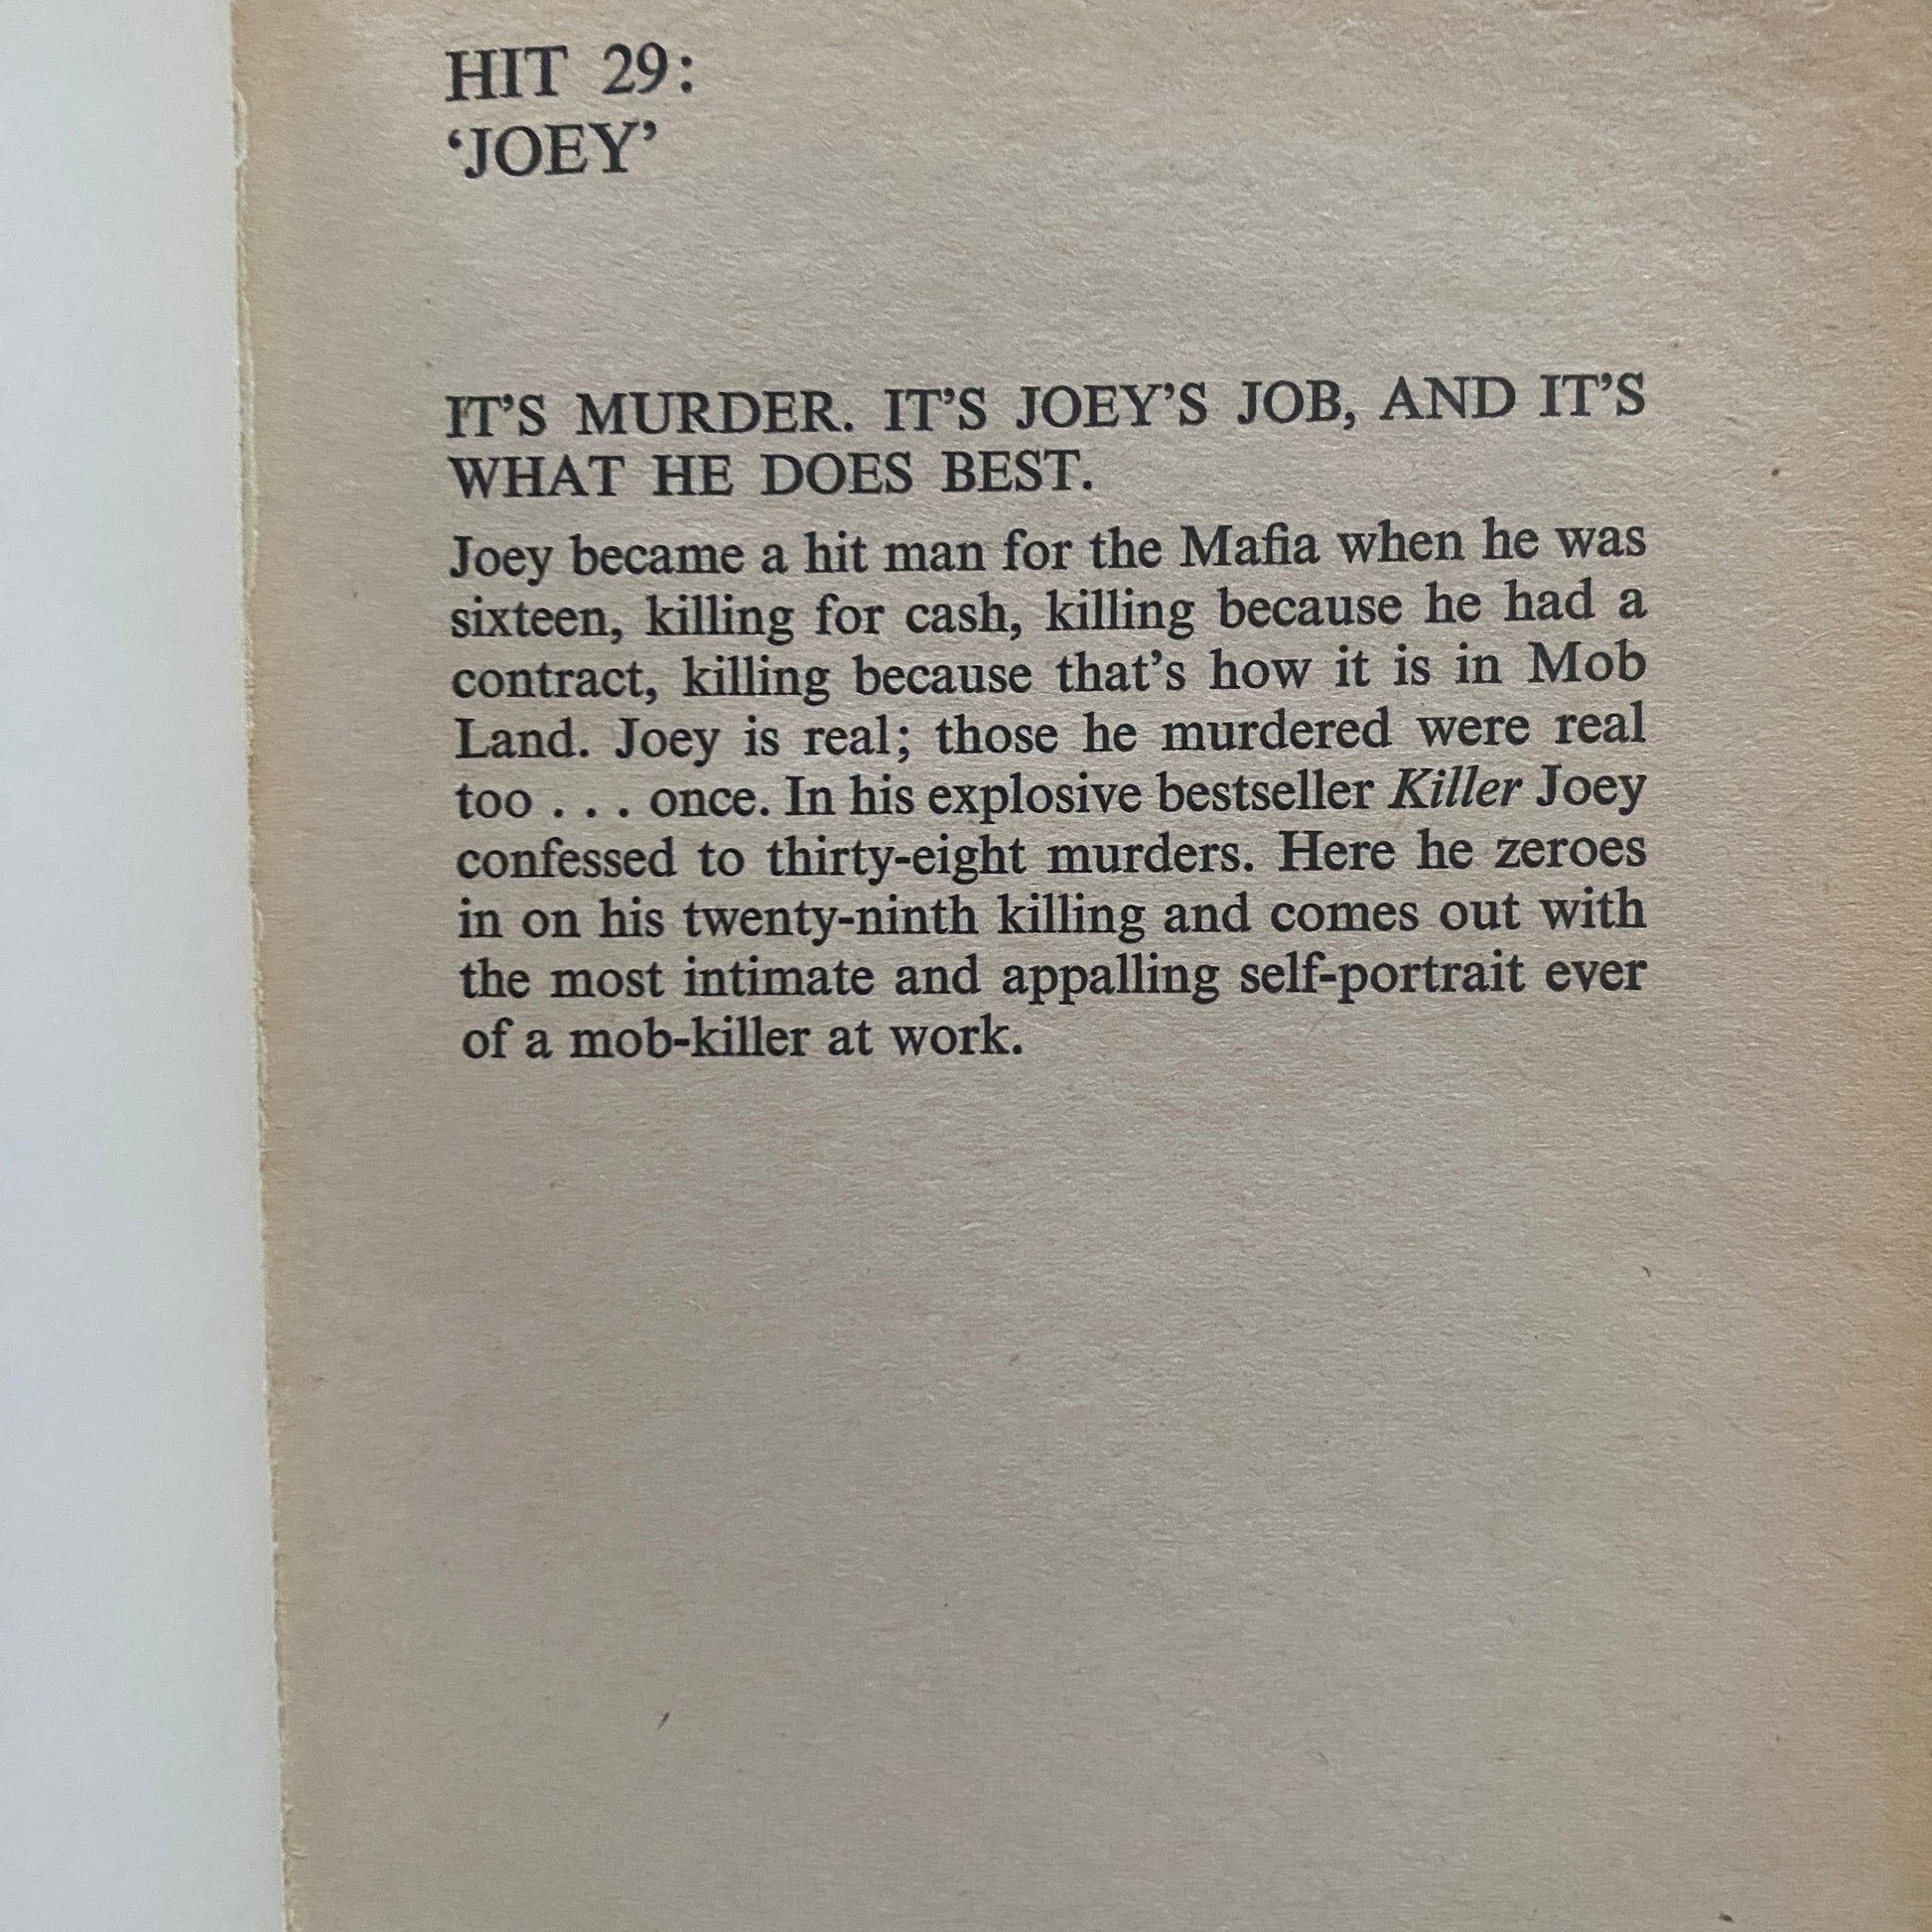 HIT 29:
‘JOEY’
IT’S MURDER. IT’S JOEY’S JOB, AND IT’S
WHAT HE DOES BEST.
Joey became a hit man for the Mafia when he was
sixteen, killing for cash, killing because he had a
contract, killing because that’s how it is in Mob
Land. Joey is real; those he murdered were real
too . . . once. In his explosive bestseller Killer Joey
confessed to thirty-eight murders. Here he zeroes
in on his twenty-ninth killing and comes out with
the most intimate and appalling self-portrait ever
of a mob-killer at work.